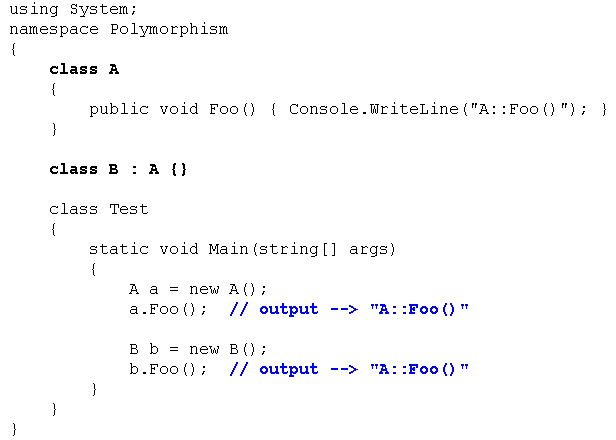 using System;
namespace Polymorphism
{
    class A
    {
        public void Foo() { Console.WriteLine("A::Foo()"); }
    }

    class B : A {}

    class Test
    {
        static void Main(string[] args)
        {
            A a = new A();
            a.Foo();  // output --> "A::Foo()"

            B b = new B();
            b.Foo();  // output --> "A::Foo()"
        }
    }
}